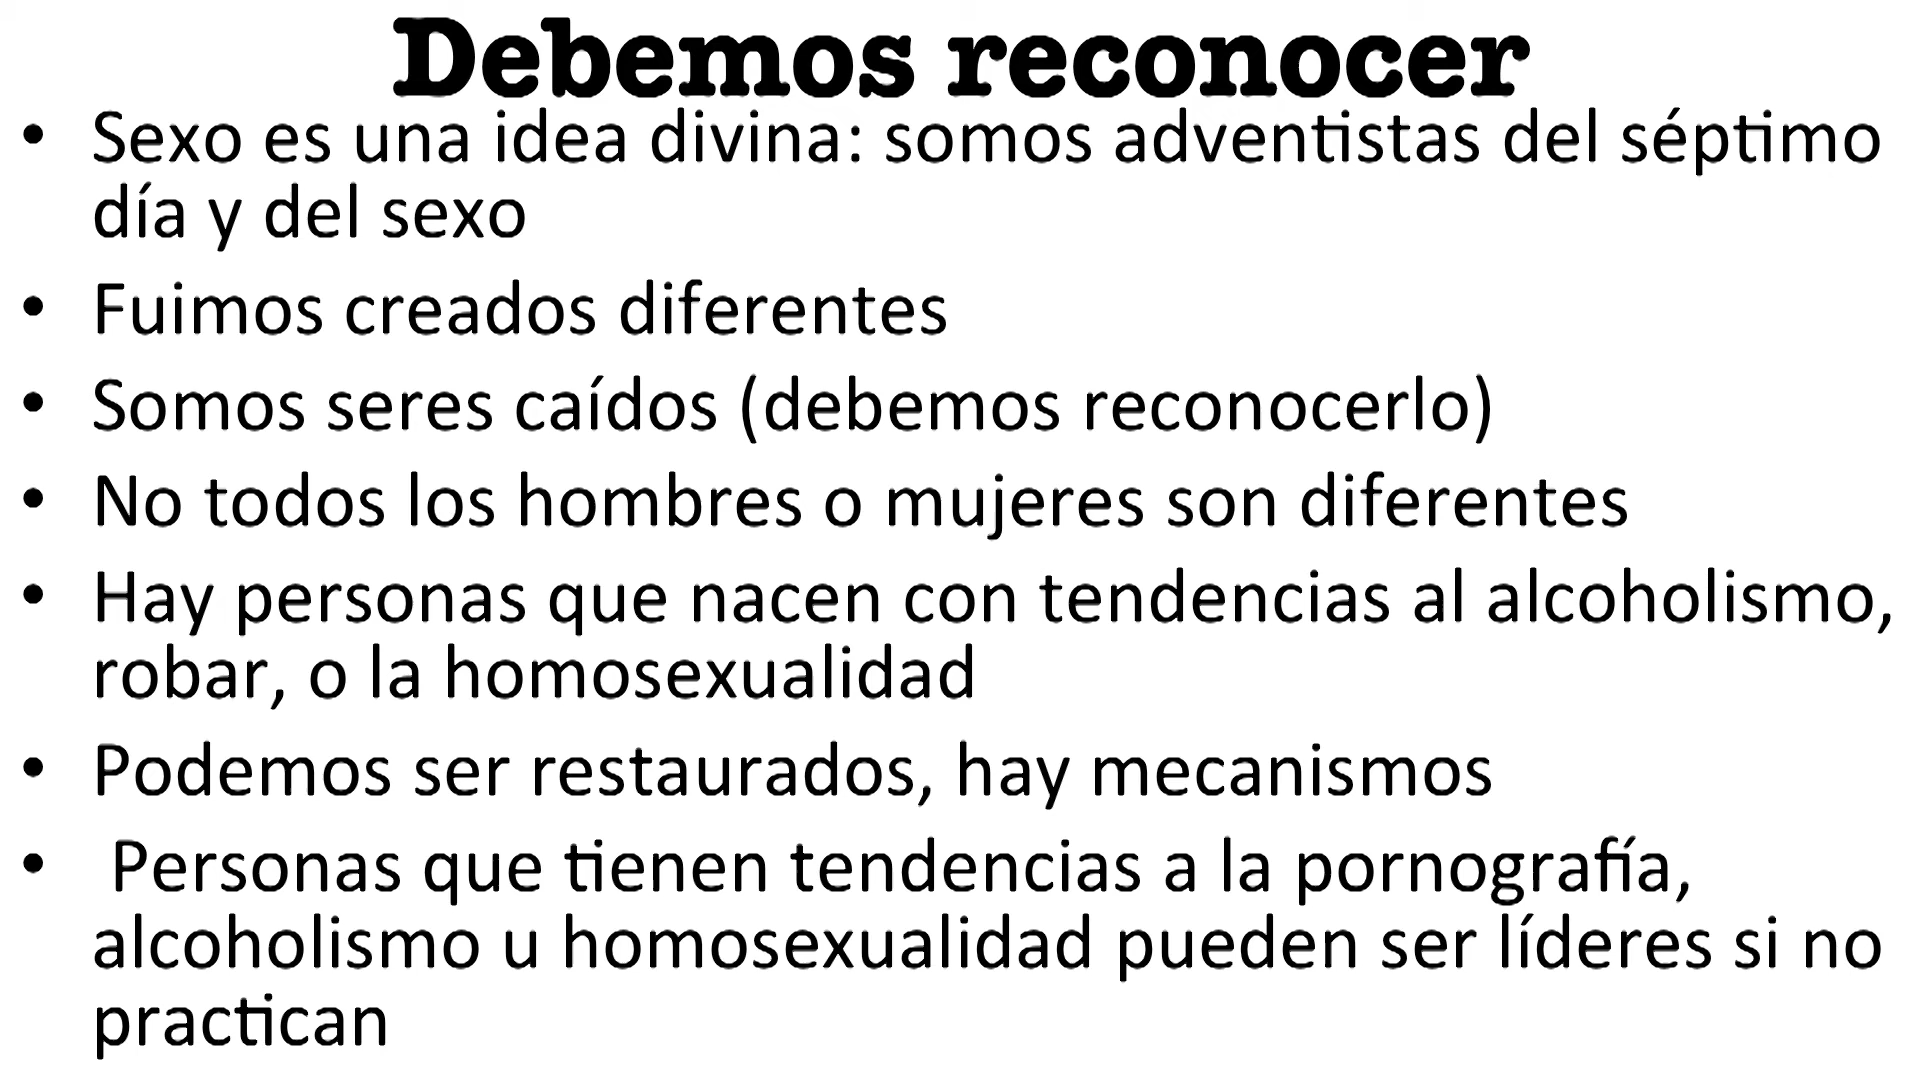 Debemos reconocer
• Sexo es una idea divina: somos adventistas del séptimo
día y del sexo
• Fuimos creados diferentes
• Somos seres caídos (debemos reconocerlo)
• No todos los hombres o mujeres son diferentes
• Hay personas que nacen con tendencias al alcoholismo,
robar, o la homosexualidad
• Podemos ser restaurados, hay mecanismos
• Personas que tienen tendencias a la pornografía,
alcoholismo u homosexualidad pueden ser líderes si no
practican